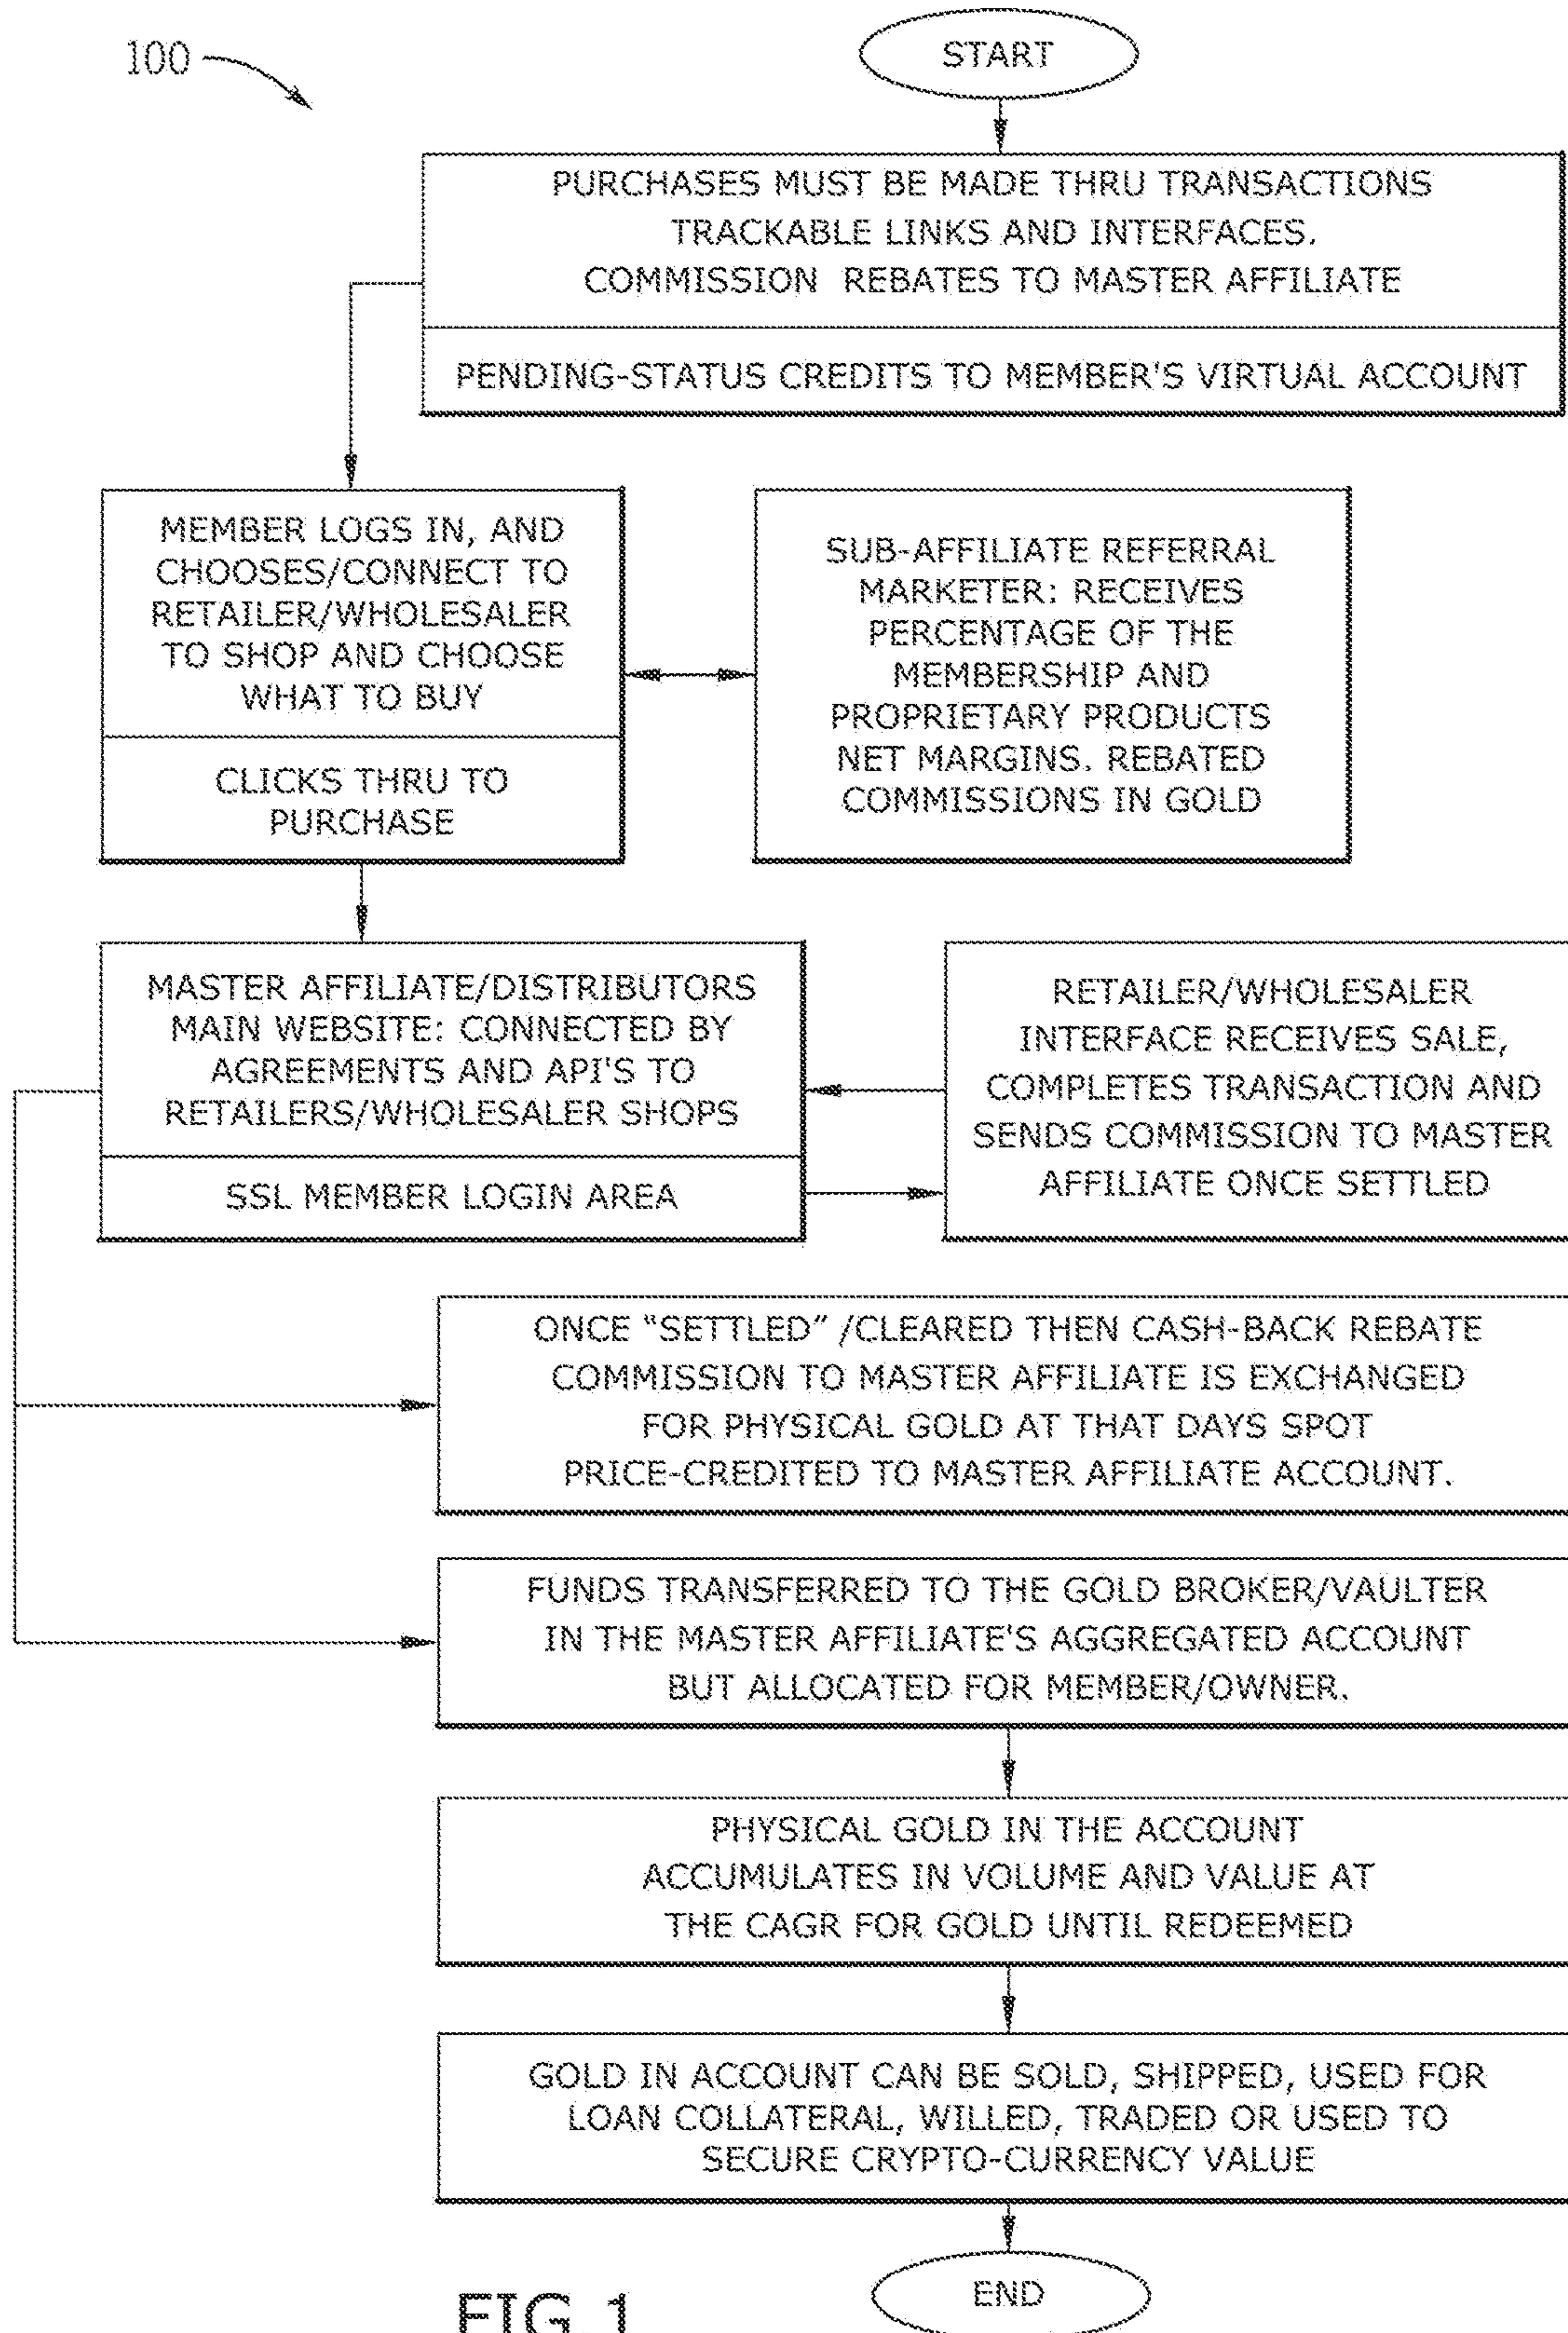 100
START
PURCHASES MUST BE MADE THRU TRANSACTIONS
TRACKABLE LINKS AND INTERFACES.
COMMISSION REBATES TO MASTER AFFILIATE
PENDING-STATUS CREDITS TO MEMBER'S VIRTUAL ACCOUNT
MEMBER LOGS IN, AND
CHOOSES/CONNECT TO
RETAILER/WHOLESALER
TO SHOP AND CHOOSE
WHAT TO BUY
CLICKS THRU TO
PURCHASE
SUB-AFFILIATE REFERRAL
MARKETER: RECEIVES
PERCENTAGE OF THE
MEMBERSHIP AND
PROPRIETARY PRODUCTS
NET MARGINS. REBATED
COMMISSIONS IN GOLD
MASTER AFFILIATE/DISTRIBUTORS
MAIN WEBSITE: CONNECTED BY
AGREEMENTS AND API'S TO
RETAILERS/WHOLESALER SHOPS
SSL MEMBER LOGIN AREA
RETAILER/WHOLESALER
INTERFACE RECEIVES SALE,
COMPLETES TRANSACTION AND
SENDS COMMISSION TO MASTER
AFFILIATE ONCE SETTLED
ONCE “SETTLED” /CLEARED THEN CASH-BACK REBATE
COMMISSION TO MASTER AFFILIATE IS EXCHANGED
FOR PHYSICAL GOLD AT THAT DAYS SPOT
PRICE-CREDITED TO MASTER AFFILIATE ACCOUNT.
FUNDS TRANSFERRED TO THE GOLD BROKER/VAULTER
IN THE MASTER AFFILIATE'S AGGREGATED ACCOUNT
BUT ALLOCATED FOR MEMBER/OWNER.
PHYSICAL GOLD IN THE ACCOUNT
ACCUMULATES IN VOLUME AND VALUE AT
THE CAGR FOR GOLD UNTIL REDEEMED
GOLD IN ACCOUNT CAN BE SOLD, SHIPPED, USED FOR
LOAN COLLATERAL, WILLED, TRADED OR USED TO
SECURE CRYPTO-CURRENCY VALUE
END
FIG.1